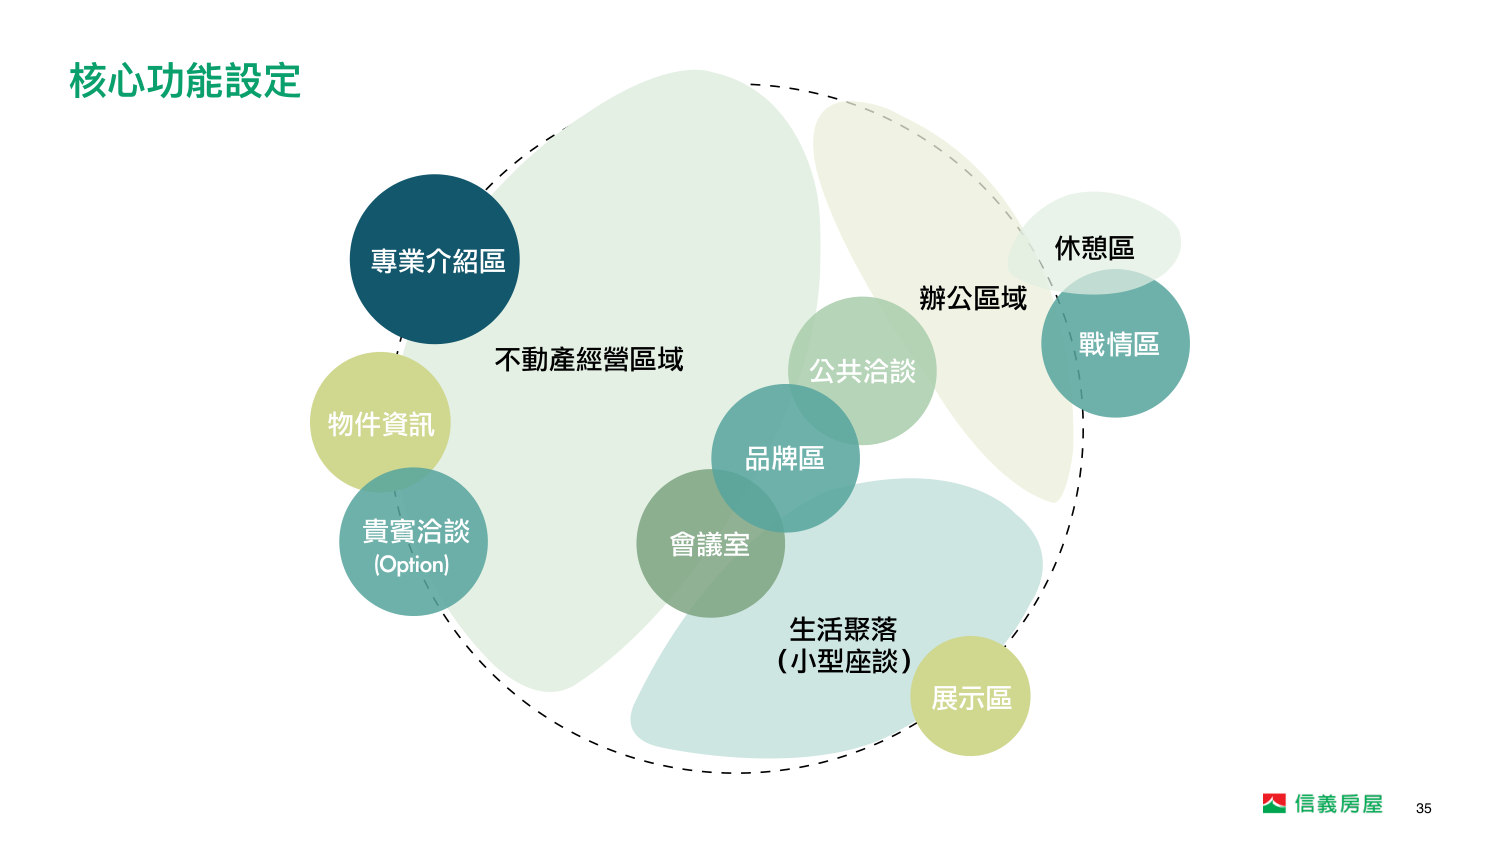 核心功能設定
專業介紹區
休憩區
辦公區域
戰情區
不動產經營區域
公共洽談
物件資訊
品牌區
貴賓洽談
(Option)
會議室
生活聚落
（小型座談）
展示區
信義房屋
35